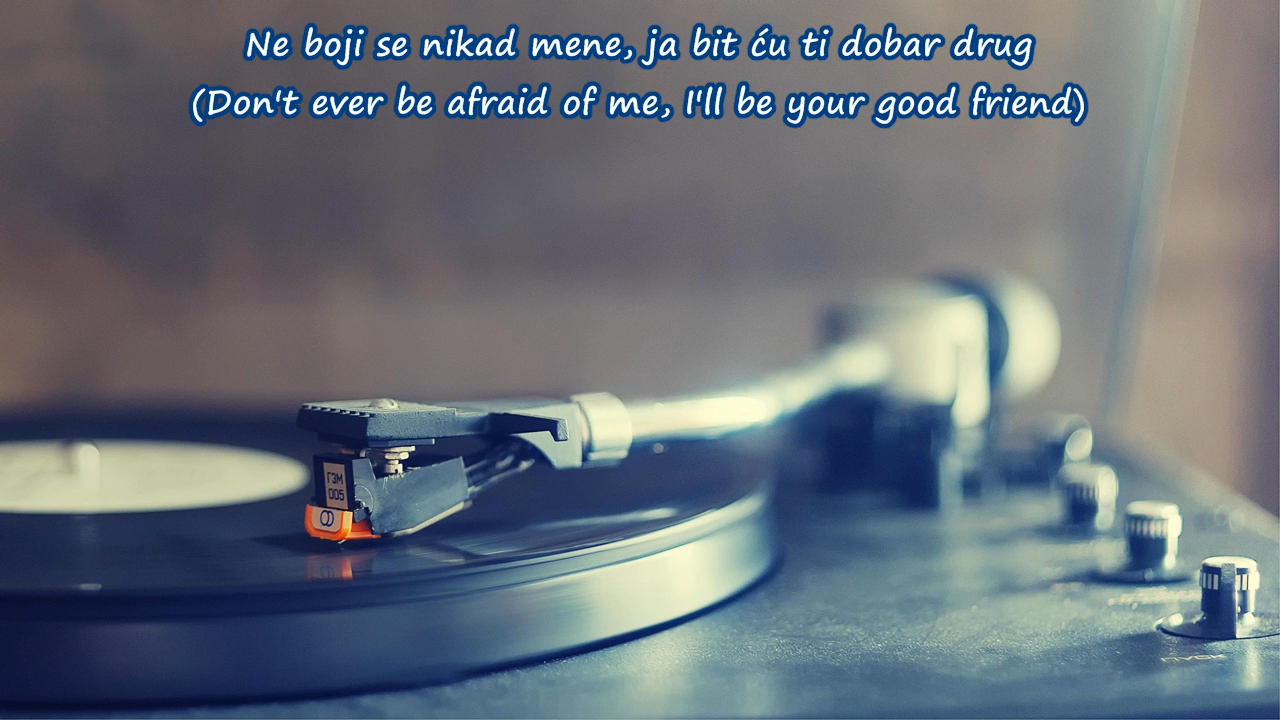 Ne boji se nikad mene, ja bit ću ti dobar drug
(Don't ever be afraid of me, I'll be your good friend)
ГЗМ
005
ПУСК